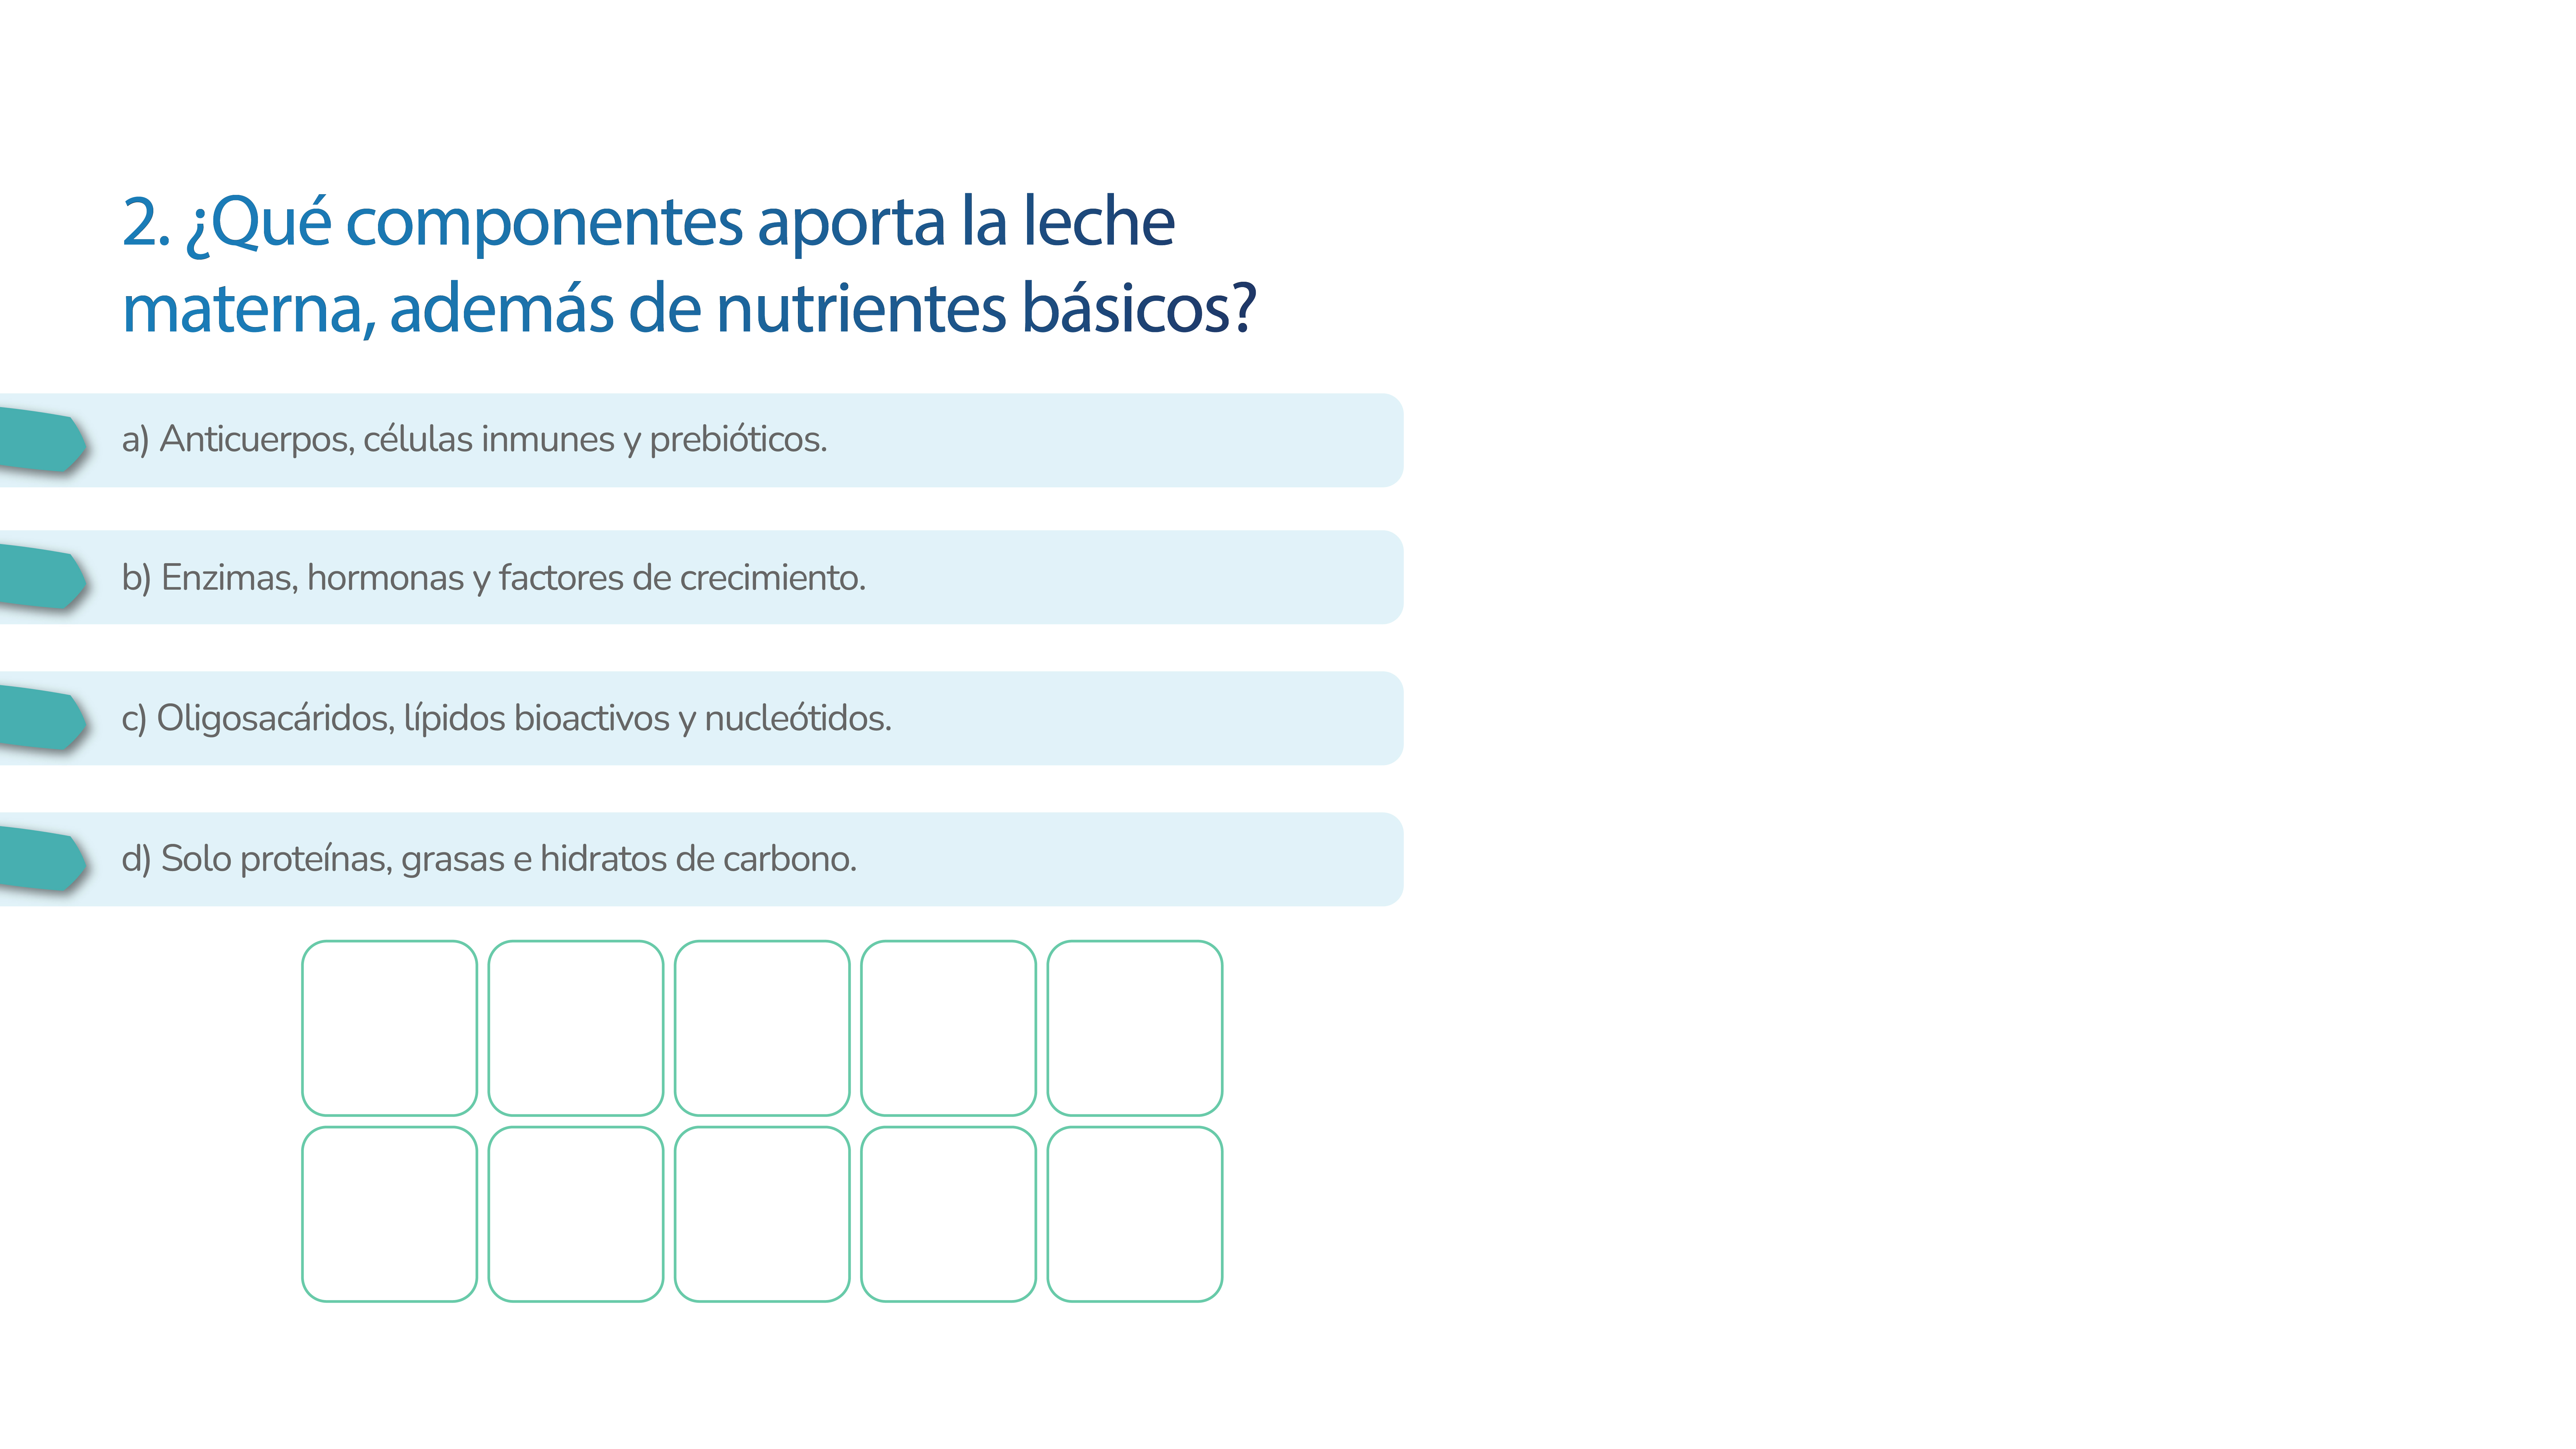 2. ¿Qué componentes aporta la leche
materna, además de nutrientes básicos?
a) Anticuerpos, células inmunes y prebióticos.
b) Enzimas, hormonas y factores de crecimiento.
c) Oligosacáridos, lípidos bioactivos y nucleótidos.
d) Solo proteínas, grasas e hidratos de carbono.